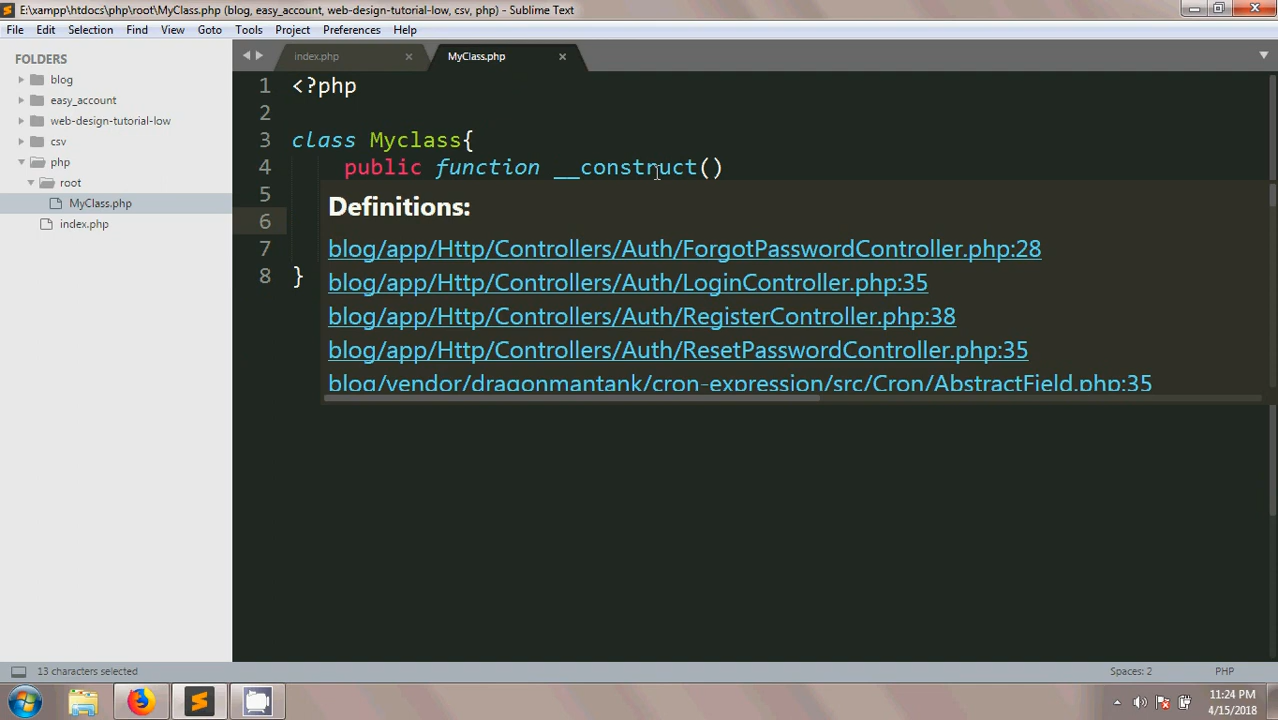 E:\xampp\htdocs\php\root\MyClass.php (blog, easy_account, web-design-tutorial-low, csv, php) - Sublime Text
File Edit Selection Find View Goto Tools Project Preferences Help
FOLDERS
blog
easy_account
web-design-tutorial-low
csv
php
root
MyClass.php
index.php
index.php MyClass.php
1 <?php
2
3 class Myclass{
4 public function __construct()
5
6
7
8 }
Definitions:
blog/app/Http/Controllers/Auth/ForgotPasswordController.php:28
blog/app/Http/Controllers/Auth/LoginController.php:35
blog/app/Http/Controllers/Auth/RegisterController.php:38
blog/app/Http/Controllers/Auth/ResetPasswordController.php:35
blog/vendor/dragonmantank/cron-expression/src/Cron/AbstractField.php:35
13 characters selected
Spaces: 2
PHP
11:24 PM
4/15/2018